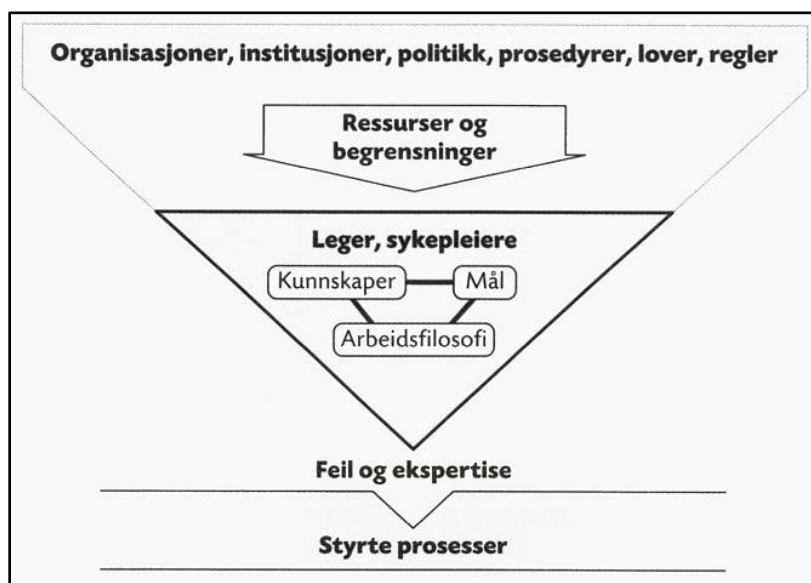 Organisasjoner, institusjoner, politikk, prosedyrer, lover, regler
Ressurser og
begrensninger
Leger, sykepleiere
Kunnskaper
Mål
Arbeidsfilosofi
Feil og ekspertise
Styrte prosesser